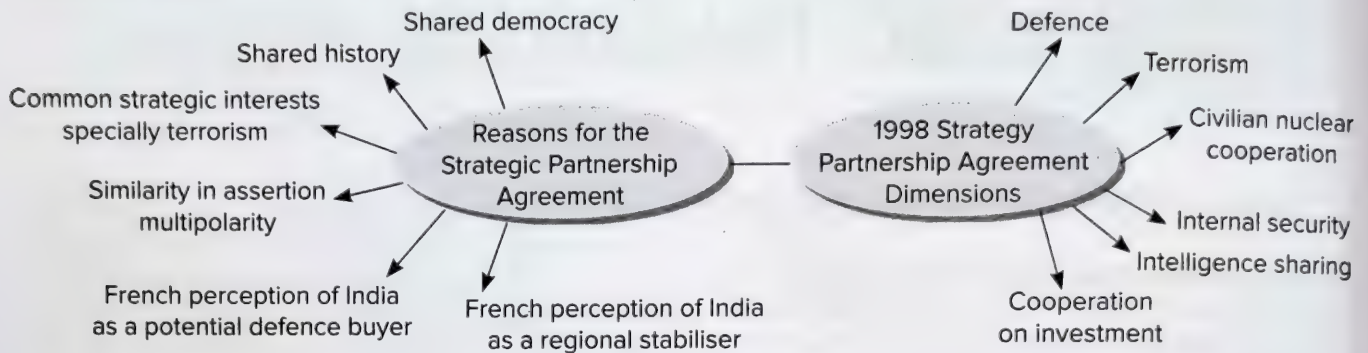 Shared democracy
Shared history
Common strategic interests
specially terrorism
Similarity in assertion
multipolarity
French perception of India
as a potential defence buyer
French perception of India
as a regional stabiliser
Reasons for the
Strategic Partnership
Agreement
1998 Strategy
Partnership Agreement
Dimensions
Defence
Terrorism
Civilian nuclear
cooperation
Internal security
Intelligence sharing
Cooperation
on investment